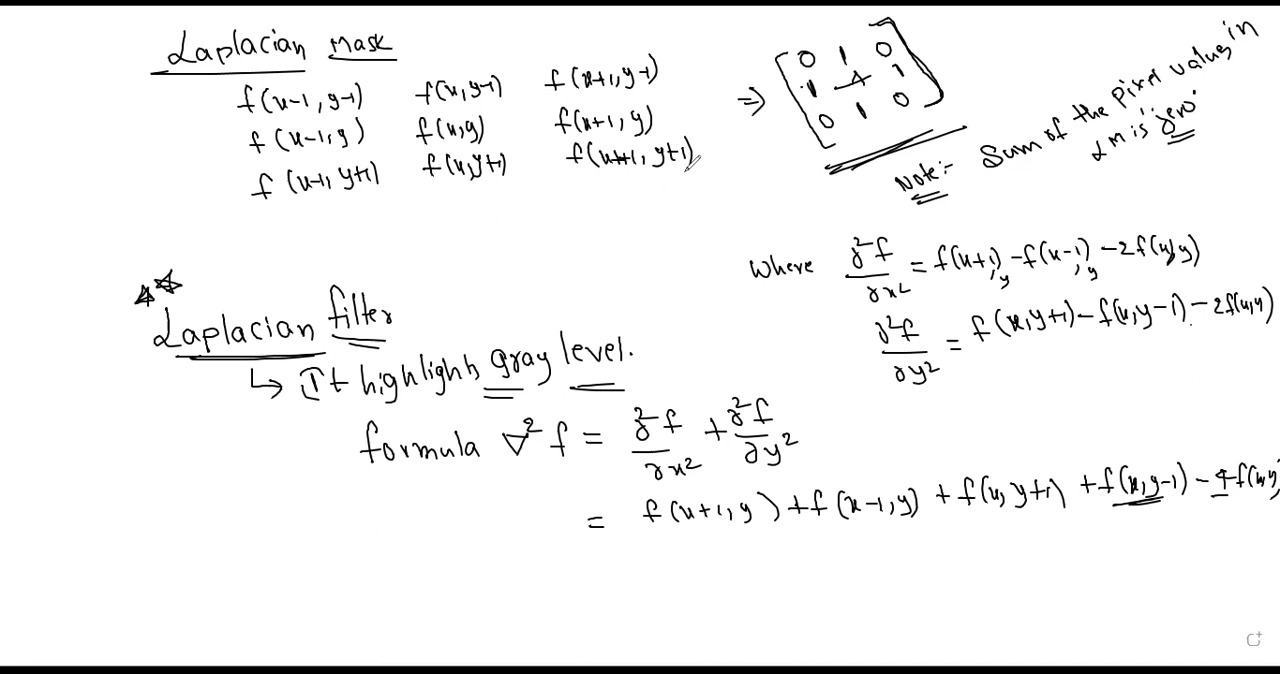 Laplacian Mask
f(x-1, y-1) f(x, y-1) f(x+1, y-1)
f(x-1, y) f(x, y) f(x+1, y)
f(x-1, y+1) f(x, y+1) f(x+1, y+1)
⇒ [0 1 0
1 -4 1
0 1 0]
Note:- Sum of the pixel values in
LM is "zero"
Where ∂²f/∂x² = f(x+1, y) - f(x-1, y) - 2f(x, y)
∂²f/∂y² = f(x, y+1) - f(x, y-1) - 2f(x, y)
Laplacian filter
↳ It highlights gray level.
formula ∇²f = ∂²f/∂x² + ∂²f/∂y²
= f(x+1, y) + f(x-1, y) + f(x, y+1) + f(x, y-1) - 4f(x, y)